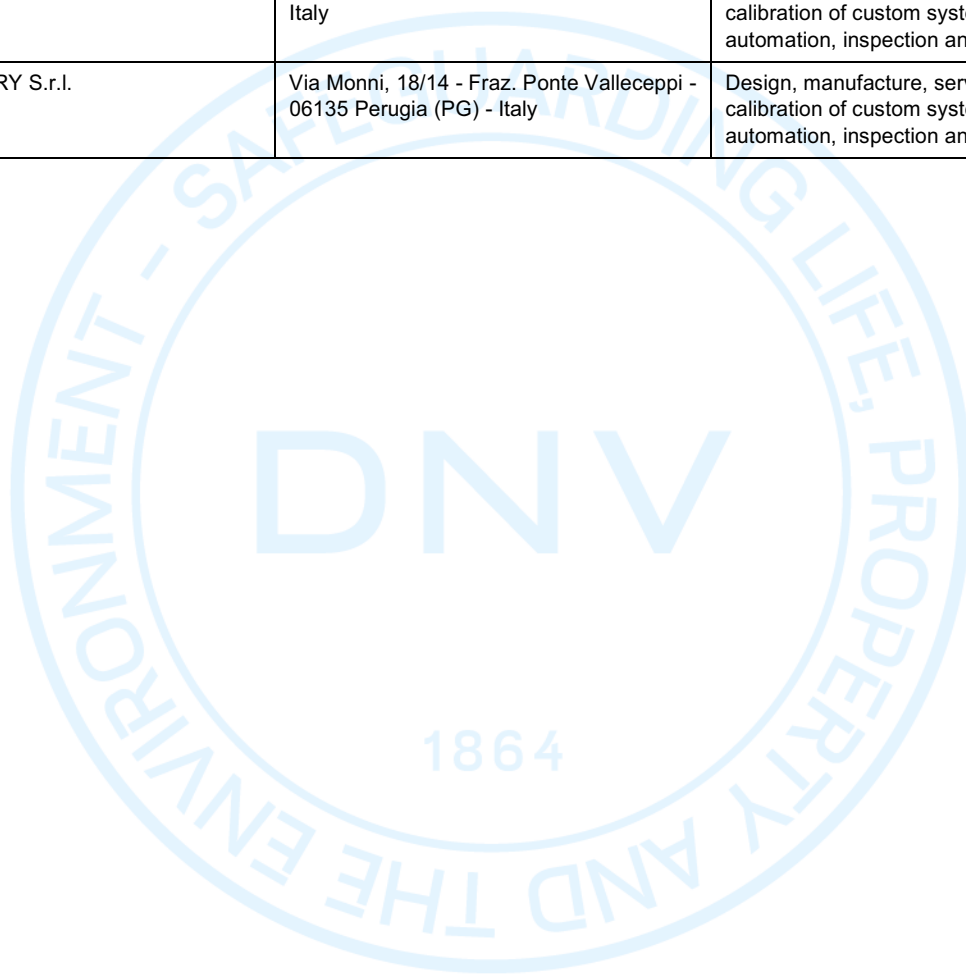 Italy
calibration of custom syst
automation, inspection an
RY S.r.l.
Via Monni, 18/14 - Fraz. Ponte Valleceppi -
06135 Perugia (PG) - Italy
Design, manufacture, ser
calibration of custom syst
automation, inspection an
SAFEGUARDING LIFE, PROPERTY AND THE ENVIRONMENT -
DNV
1864